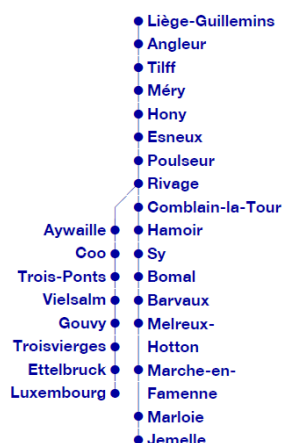 Liège-Guillemins
Angleur
Tilff
Méry
Hony
Esneux
Poulseur
Rivage
Comblain-la-Tour
Aywaille
Hamoir
Coo
Sy
Trois-Ponts
Bomal
Vielsalm
Barvaux
Gouvy
Melreux-
Hotton
Troisvierges
Ettelbruck
Marche-en-
Famenne
Luxembourg
Marloie
Jemelle